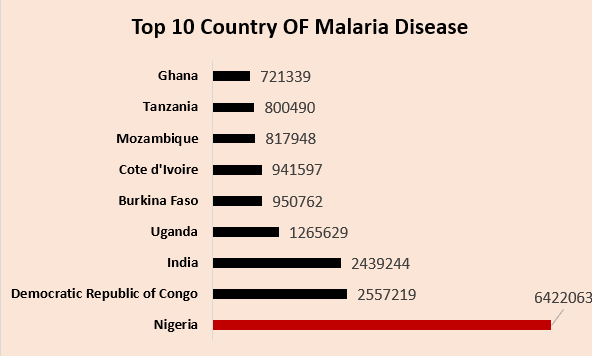 Top 10 Country OF Malaria Disease
Ghana 721339
Tanzania 800490
Mozambique 817948
Cote d'Ivoire 941597
Burkina Faso 950762
Uganda 1265629
India 2439244
Democratic Republic of Congo 2557219
6422063
Nigeria